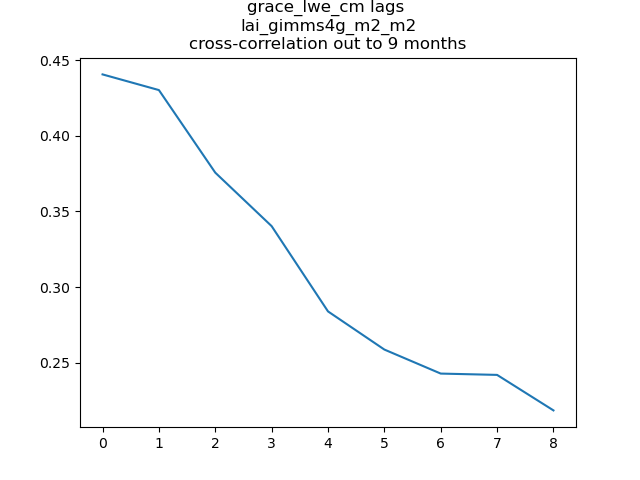 grace_lwe_cm lags
lai_gimms4g_m2_m2
cross-correlation out to 9 months
0.45
0.40
0.35
0.30
0.25
0 1 2 3 4 5 6 7 8